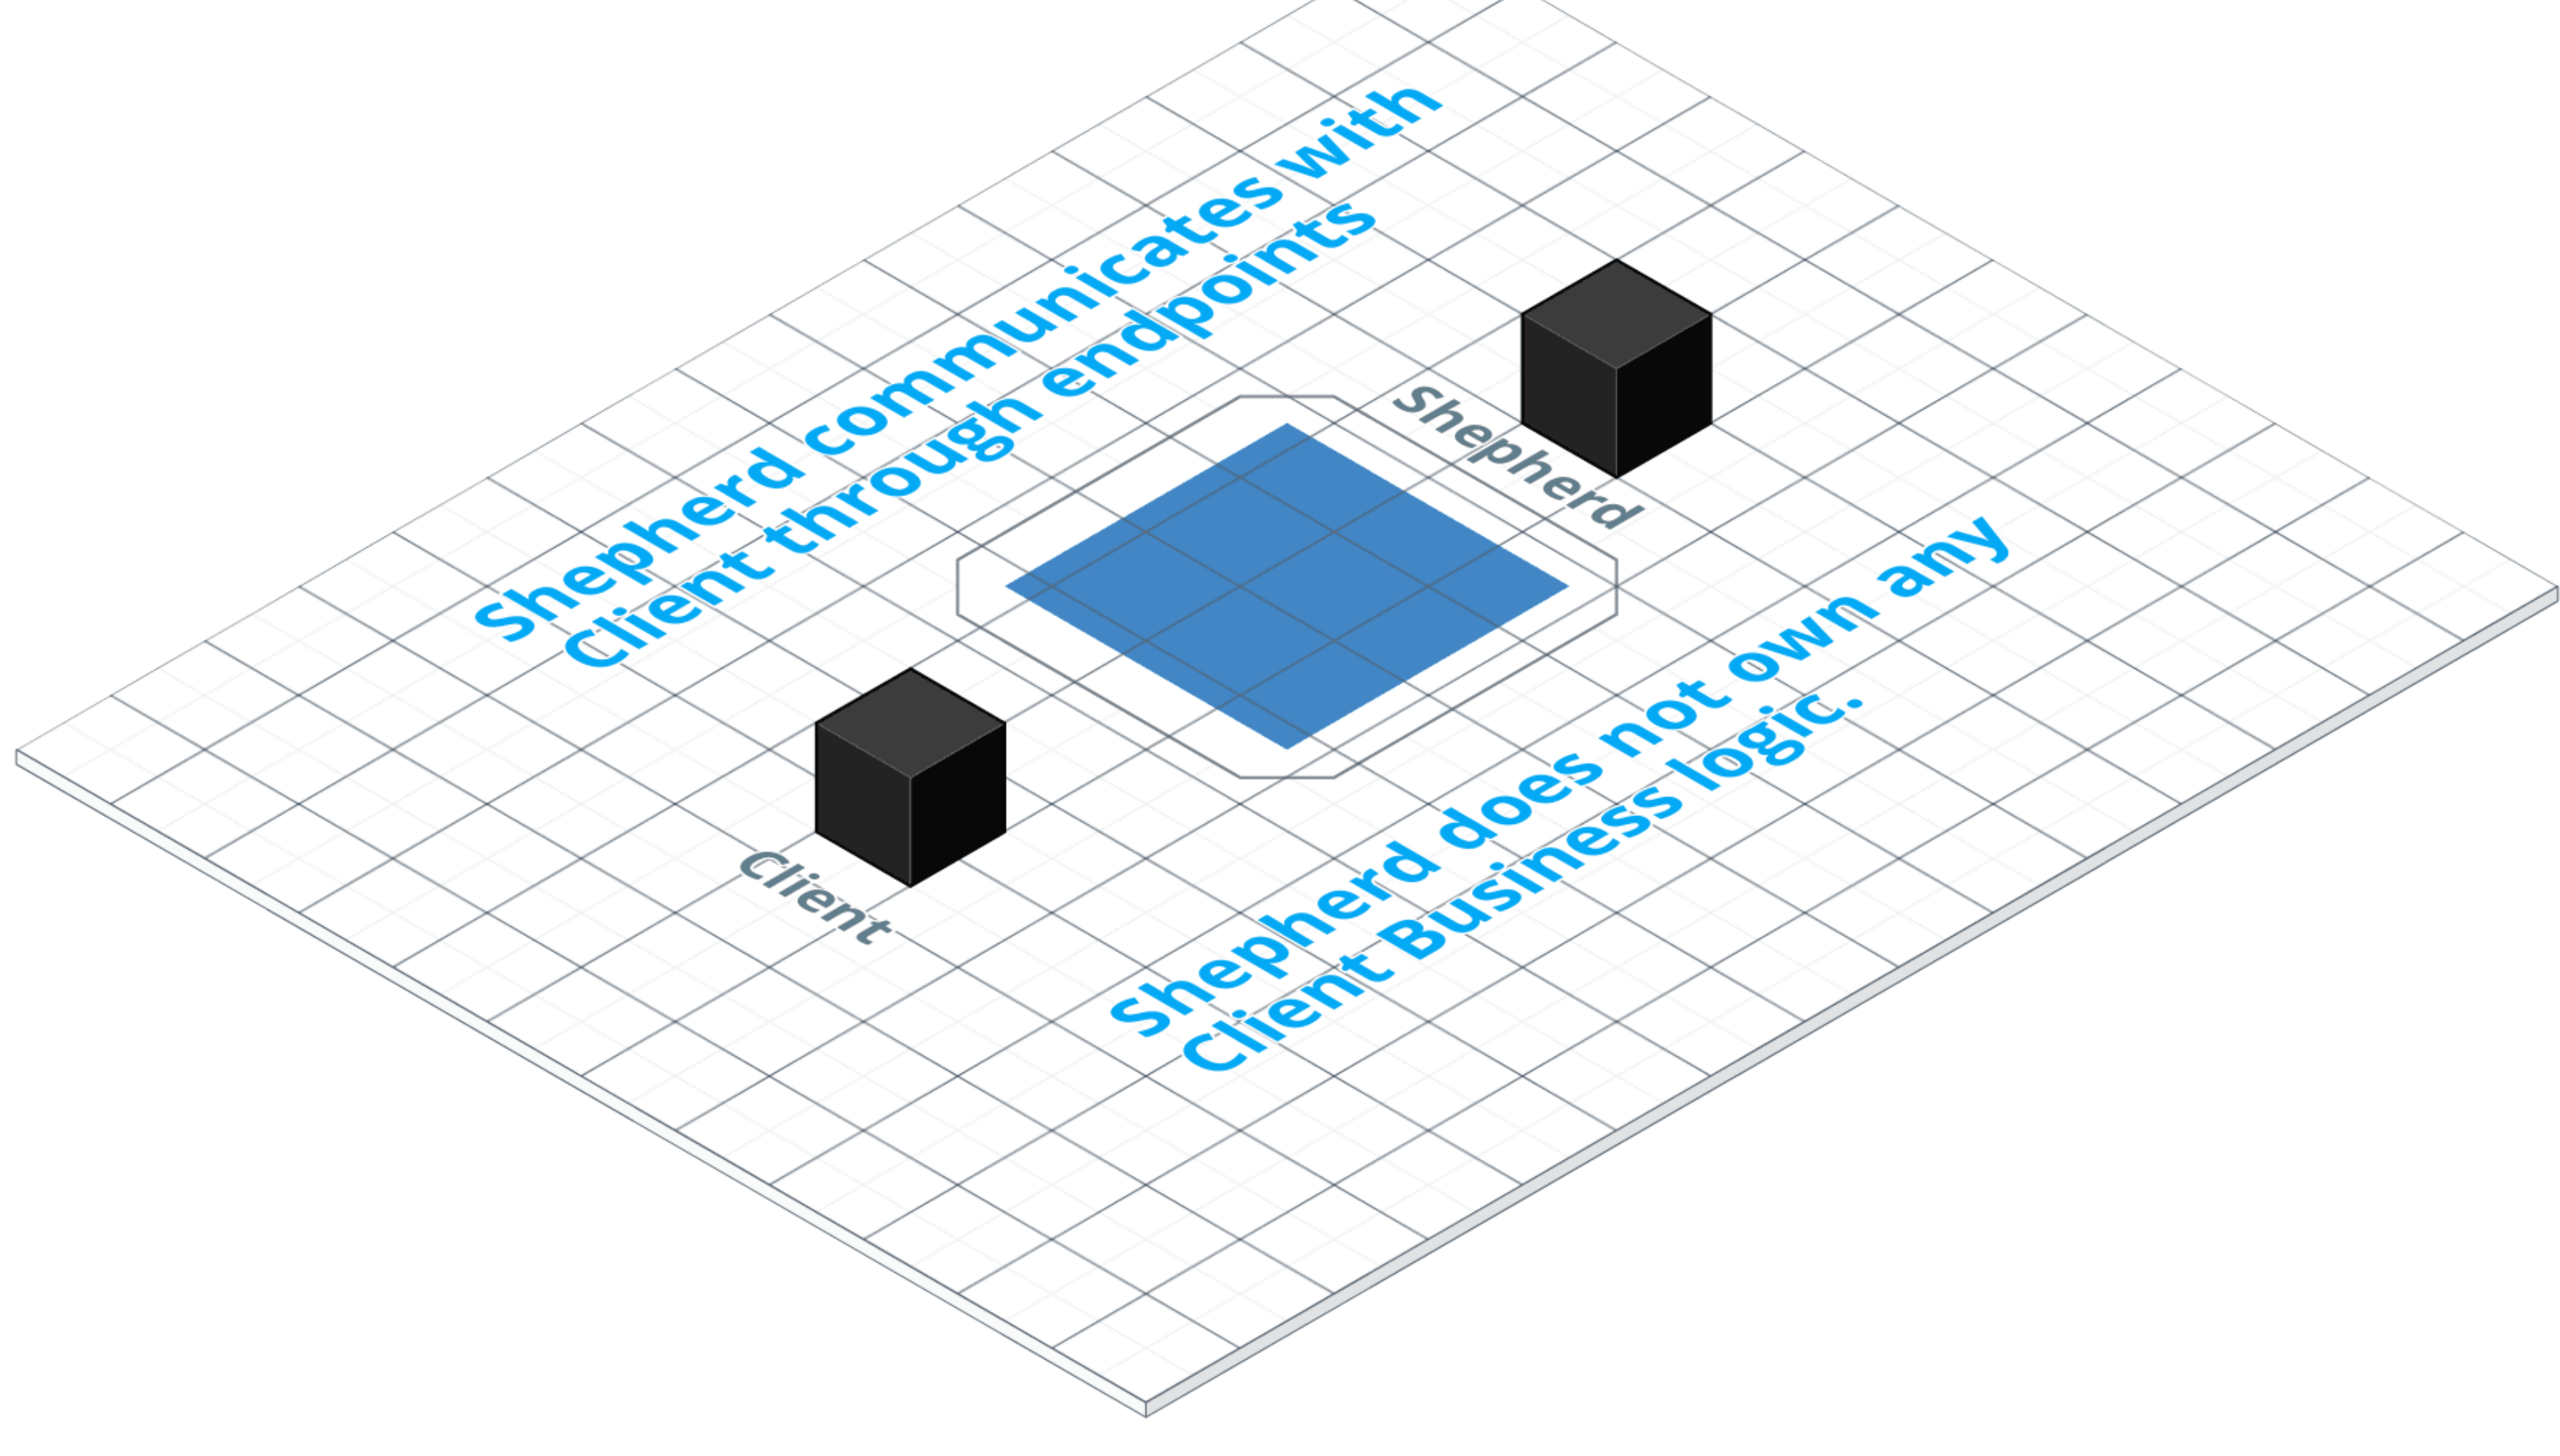 Shepherd communicates with
Client through endpoints
Shepherd
Client
Shepherd does not own any
Client Business logic.